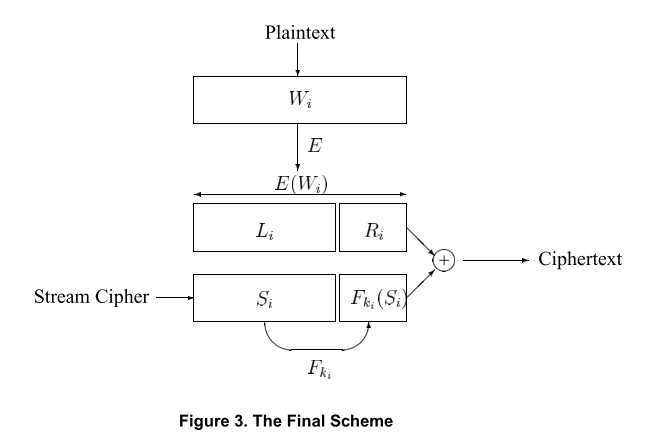 Plaintext
W_i
E
E(W_i)
L_i R_i
+ Ciphertext
Stream Cipher S_i F_{k_i}(S_i)
F_{k_i}
Figure 3. The Final Scheme